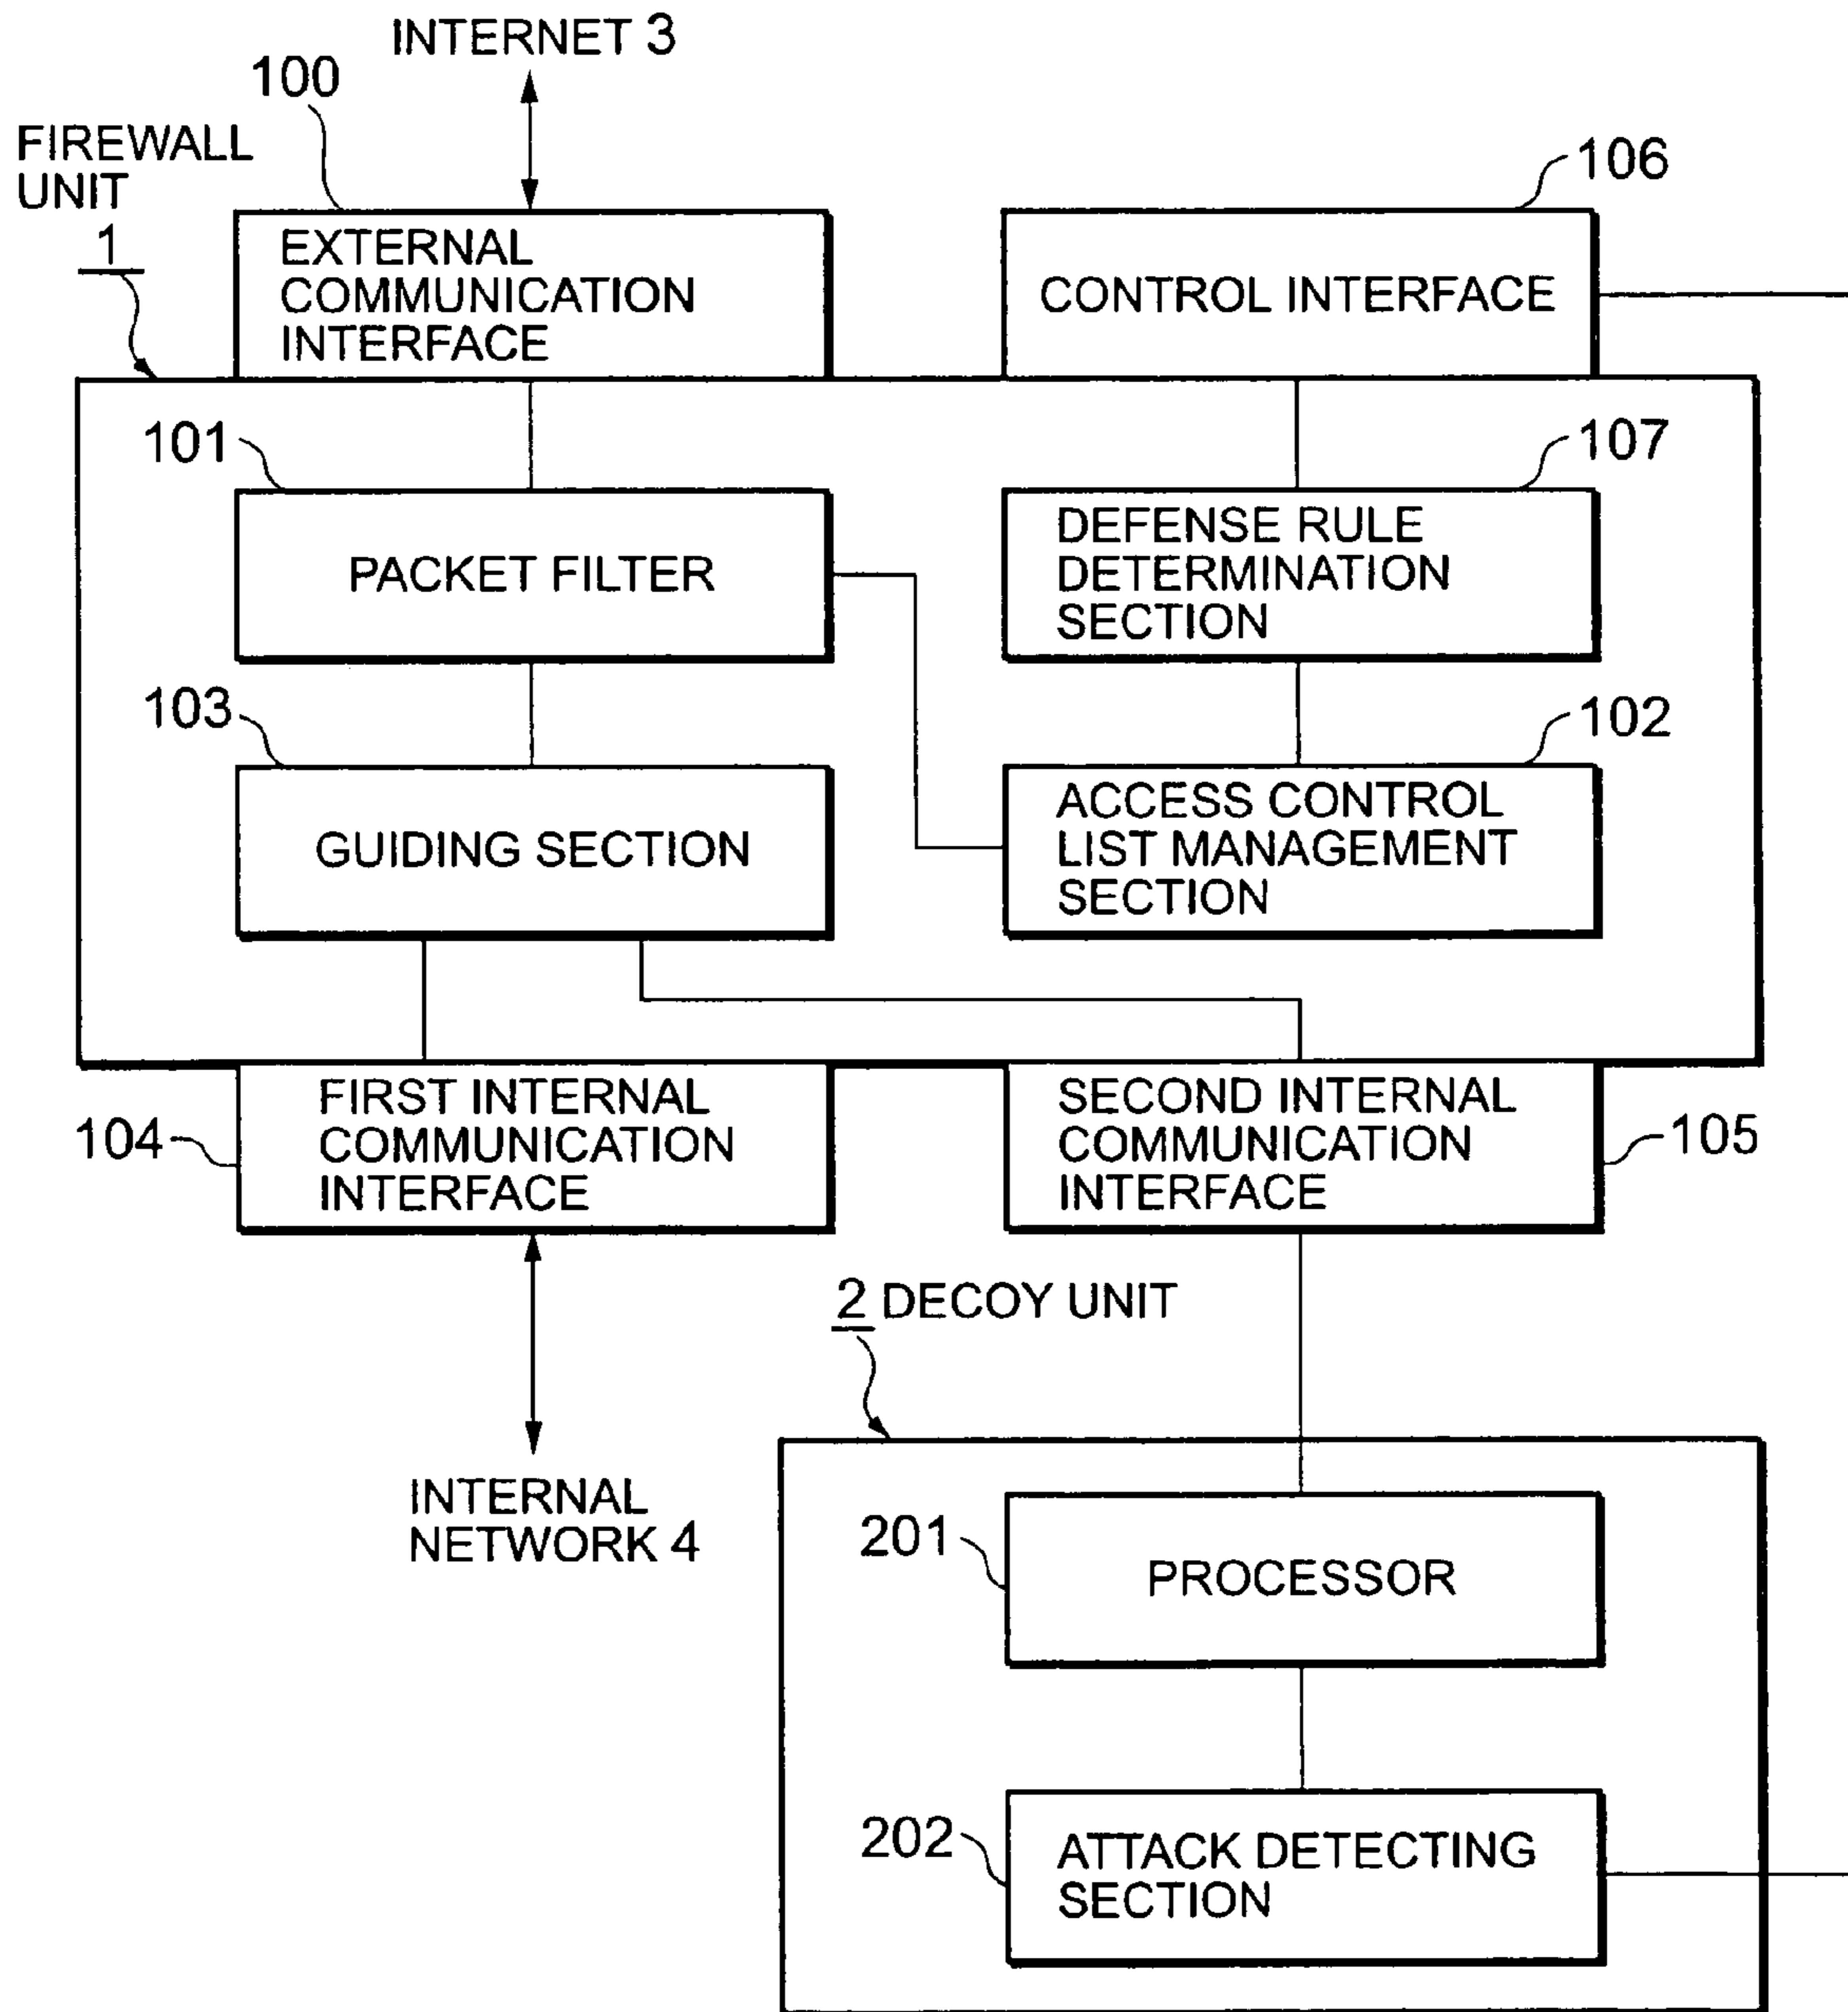 INTERNET 3
100
FIREWALL
UNIT
1
106
EXTERNAL
COMMUNICATION
INTERFACE
CONTROL INTERFACE
101
107
PACKET FILTER
DEFENSE RULE
DETERMINATION
SECTION
103
102
GUIDING SECTION
ACCESS CONTROL
LIST MANAGEMENT
SECTION
104
FIRST INTERNAL
COMMUNICATION
INTERFACE
SECOND INTERNAL
COMMUNICATION
INTERFACE
105
2 DECOY UNIT
INTERNAL
NETWORK 4
201
PROCESSOR
202
ATTACK DETECTING
SECTION